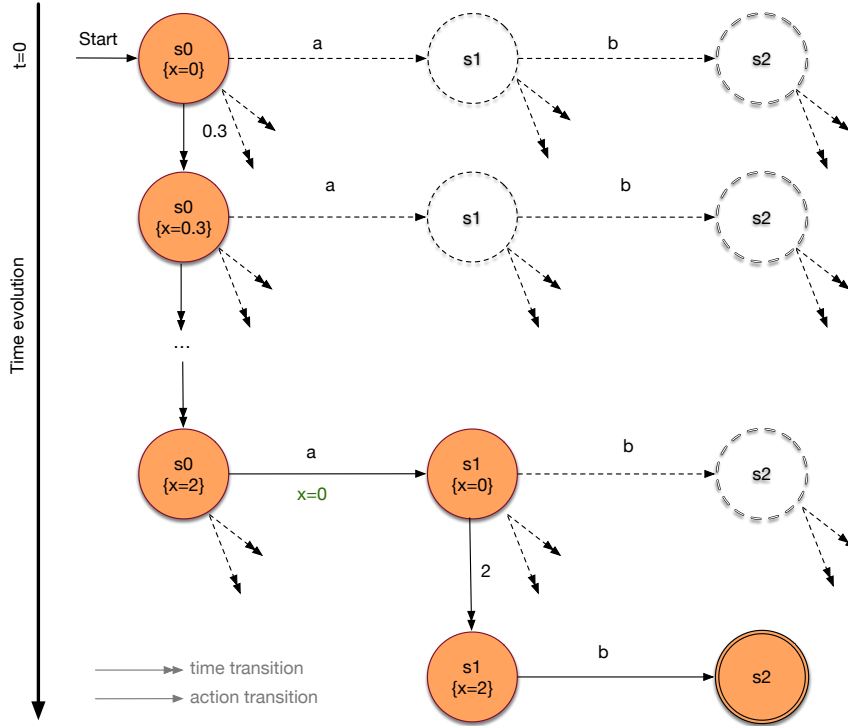 t=0
Start
s0
{x=0}
a
s1
b
s2
0.3
s0
{x=0.3}
a
s1
b
s2
Time evolution
...
s0
{x=2}
a
x=0
s1
{x=0}
b
s2
2
s1
{x=2}
b
s2
time transition
action transition